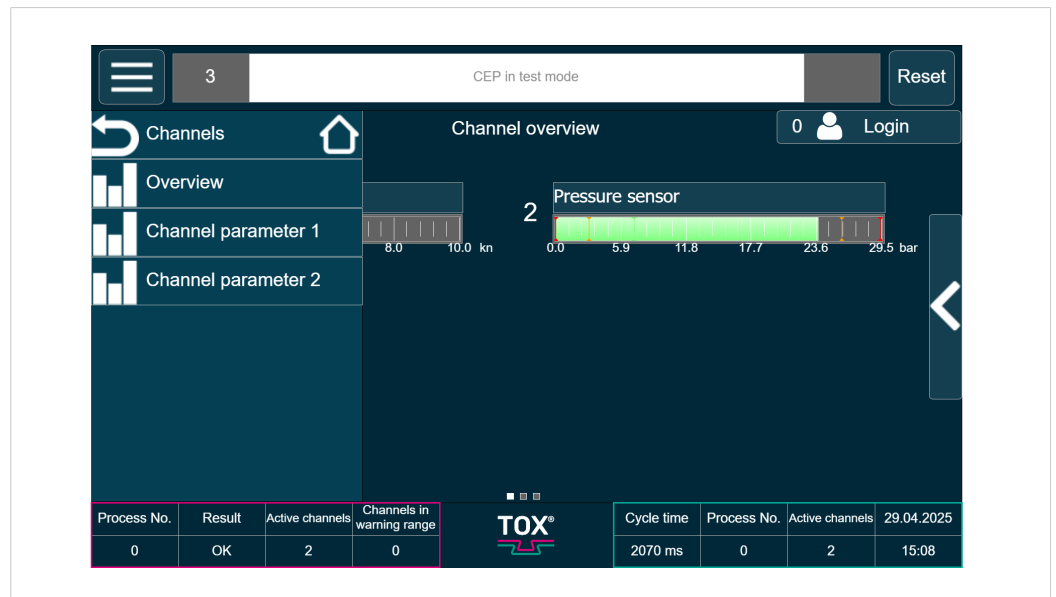 3
CEP in test mode
Reset
Channels
Channel overview
0
Login
Overview
Channel parameter 1
Channel parameter 2
8.0 10.0 kn
2
Pressure sensor
0.0 5.9 11.8 17.7 23.6 29.5 bar
Process No. Result Active channels Channels in warning range
0 OK 2 0
TOX®
Cycle time Process No. Active channels 29.04.2025
2070 ms 0 2 15:08